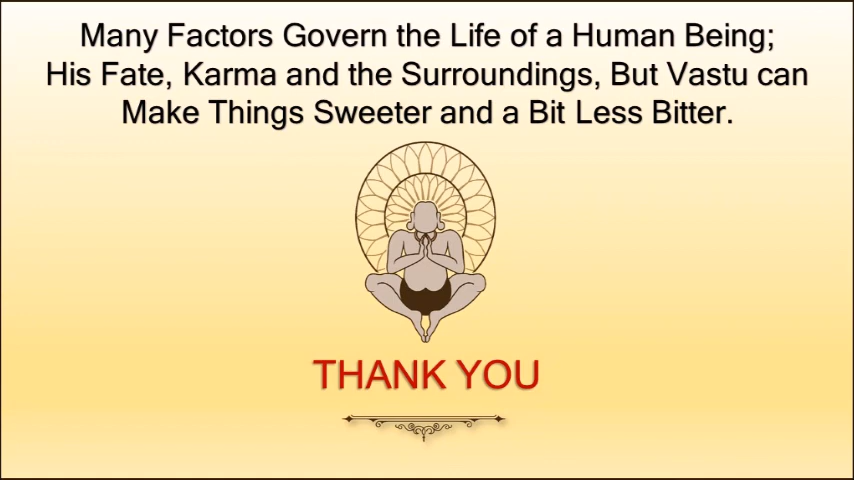 Many Factors Govern the Life of a Human Being;
His Fate, Karma and the Surroundings, But Vastu can
Make Things Sweeter and a Bit Less Bitter.
THANK YOU